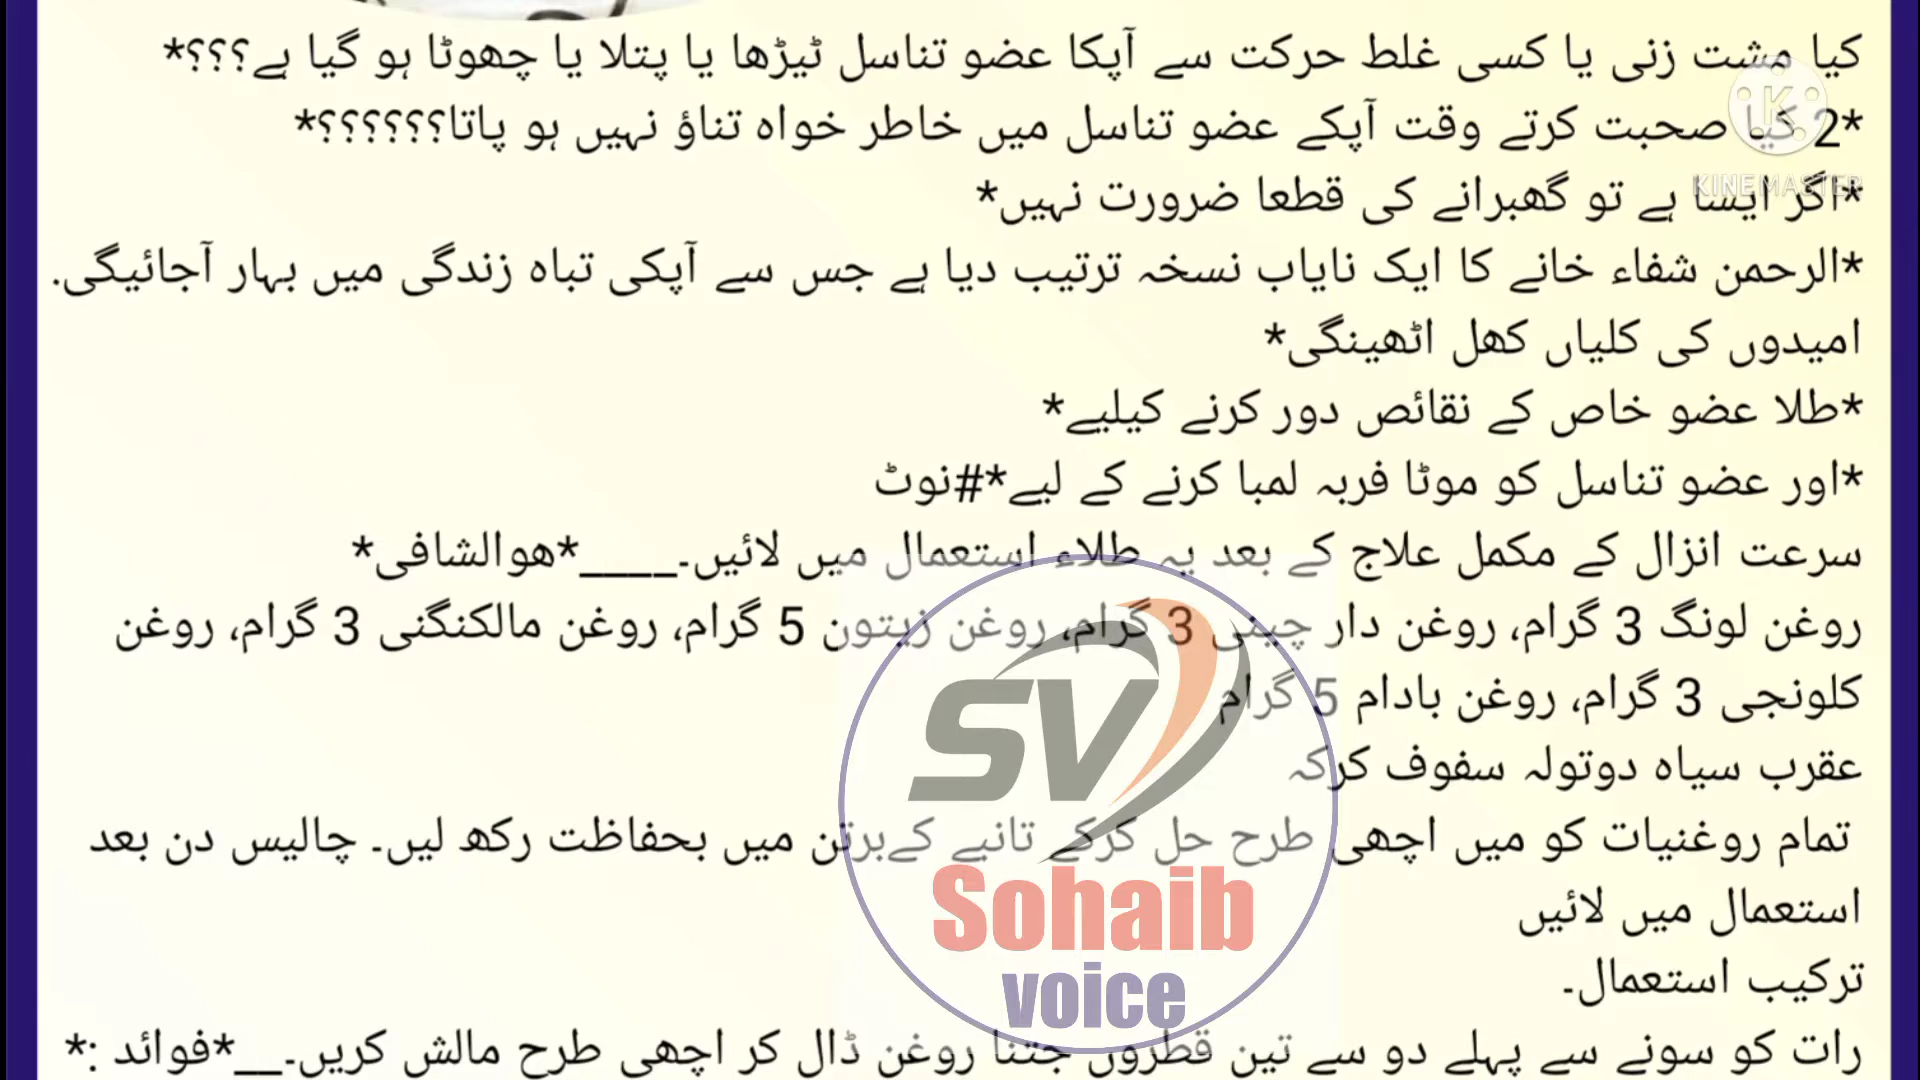 کیا مشت زنی یا کسی غلط حرکت سے آپکا عضو تناسل ٹیڑھا یا پتلا یا چھوٹا ہو گیا ہے؟؟؟*
*2 کیا صحبت کرتے وقت آپکے عضو تناسل میں خاطر خواہ تناؤ نہیں ہو پاتا؟؟؟؟؟؟*
*اگر ایسا ہے تو گھبرانے کی قطعا ضرورت نہیں*
*الرحمن شفاء خانے کا ایک نایاب نسخہ ترتیب دیا ہے جس سے آپکی تباہ زندگی میں بہار آجائیگی.
امیدوں کی کلیاں کھل اٹھینگی*
*طلا عضو خاص کے نقائص دور کرنے کیلیے*
*اور عضو تناسل کو موٹا فربہ لمبا کرنے کے لیے*#نوٹ
سرعت انزال کے مکمل علاج کے بعد یہ طلاء استعمال میں لائیں۔____*ھوالشافی*
روغن لونگ 3 گرام، روغن دار چینی 3 گرام، روغن زیتون 5 گرام، روغن مالکنگنی 3 گرام، روغن
کلونجی 3 گرام، روغن بادام 5 گرام
عقرب سیاہ دوتولہ سفوف کرکہ
تمام روغنیات کو میں اچھی طرح حل کرکے تانبے کےبرتن میں بحفاظت رکھ لیں۔ چالیس دن بعد
استعمال میں لائیں
ترکیب استعمال۔
رات کو سونے سے پہلے دو سے تین قطروں جتنا روغن ڈال کر اچھی طرح مالش کریں۔__*فوائد :*
K
KINEMASTER
SV
Sohaib
voice